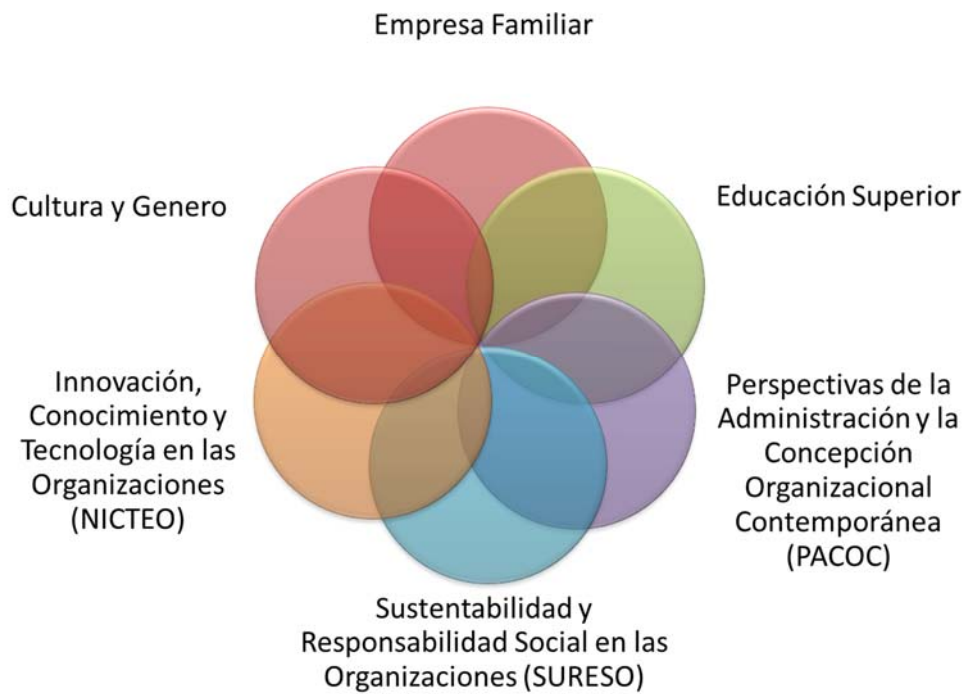 Empresa Familiar
Cultura y Genero
Educación Superior
Innovación,
Conocimiento y
Tecnología en las
Organizaciones
(NICTEO)
Perspectivas de la
Administración y la
Concepción
Organizacional
Contemporánea
(PACOC)
Sustentabilidad y
Responsabilidad Social en las
Organizaciones (SURESO)